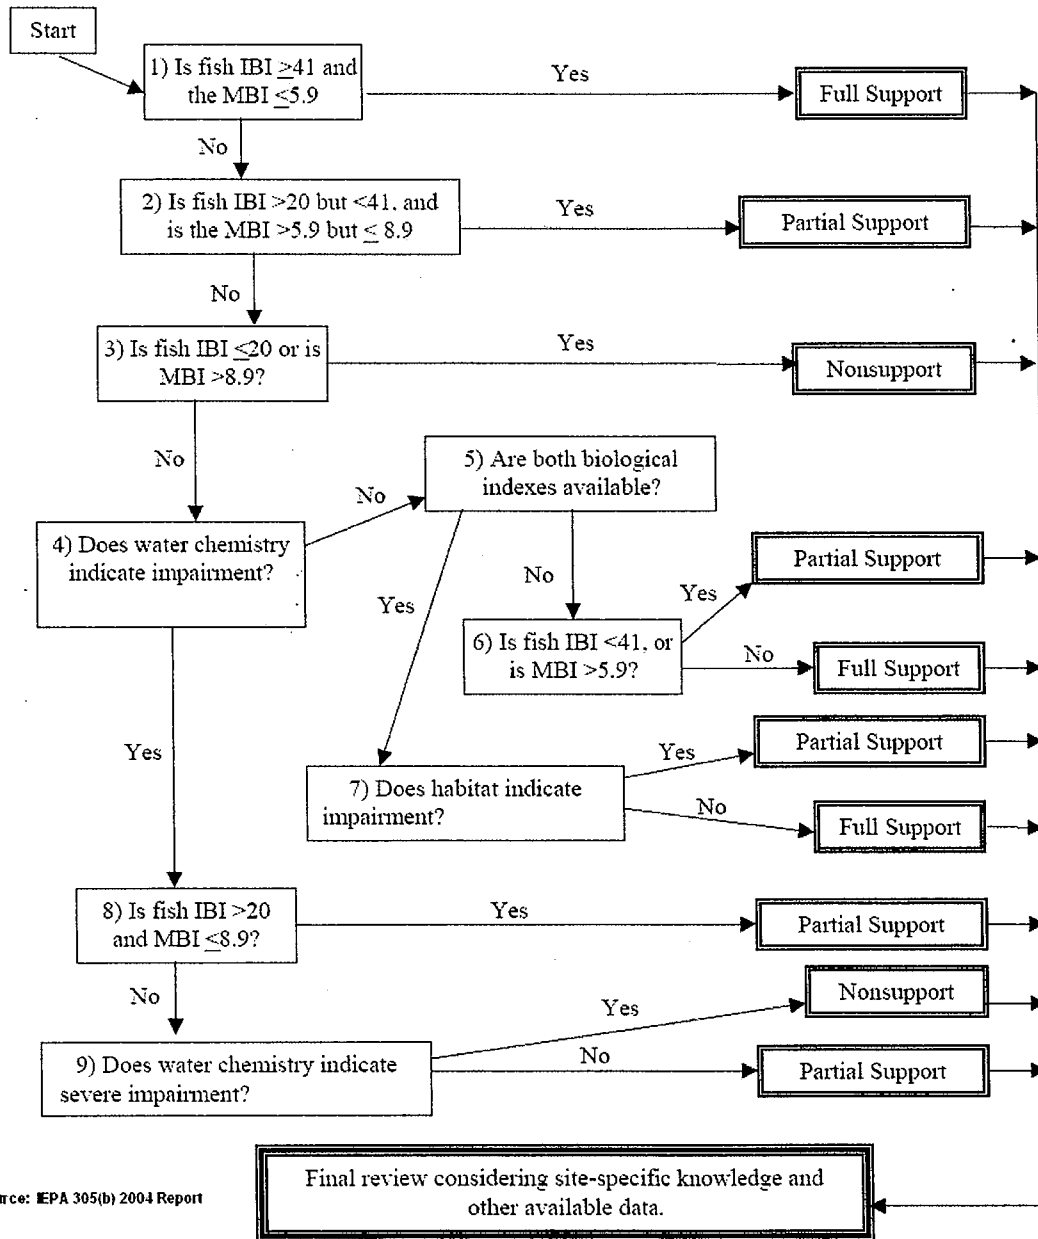 Start
1) Is fish IBI ≥41 and
the MBI ≤5.9
Yes
Full Support
No
2) Is fish IBI >20 but <41, and
is the MBI >5.9 but ≤ 8.9
Yes
Partial Support
No
3) Is fish IBI ≤20 or is
MBI >8.9?
Yes
Nonsupport
No
5) Are both biological
indexes available?
No
4) Does water chemistry
indicate impairment?
No
Yes
Yes
Partial Support
6) Is fish IBI <41, or
is MBI >5.9?
No
Full Support
Yes
7) Does habitat indicate
impairment?
Yes
Partial Support
No
Full Support
8) Is fish IBI >20
and MBI ≤8.9?
Yes
Partial Support
No
9) Does water chemistry indicate
severe impairment?
Yes
Nonsupport
No
Partial Support
Final review considering site-specific knowledge and
other available data.
rce: IEPA 305(b) 2004 Report